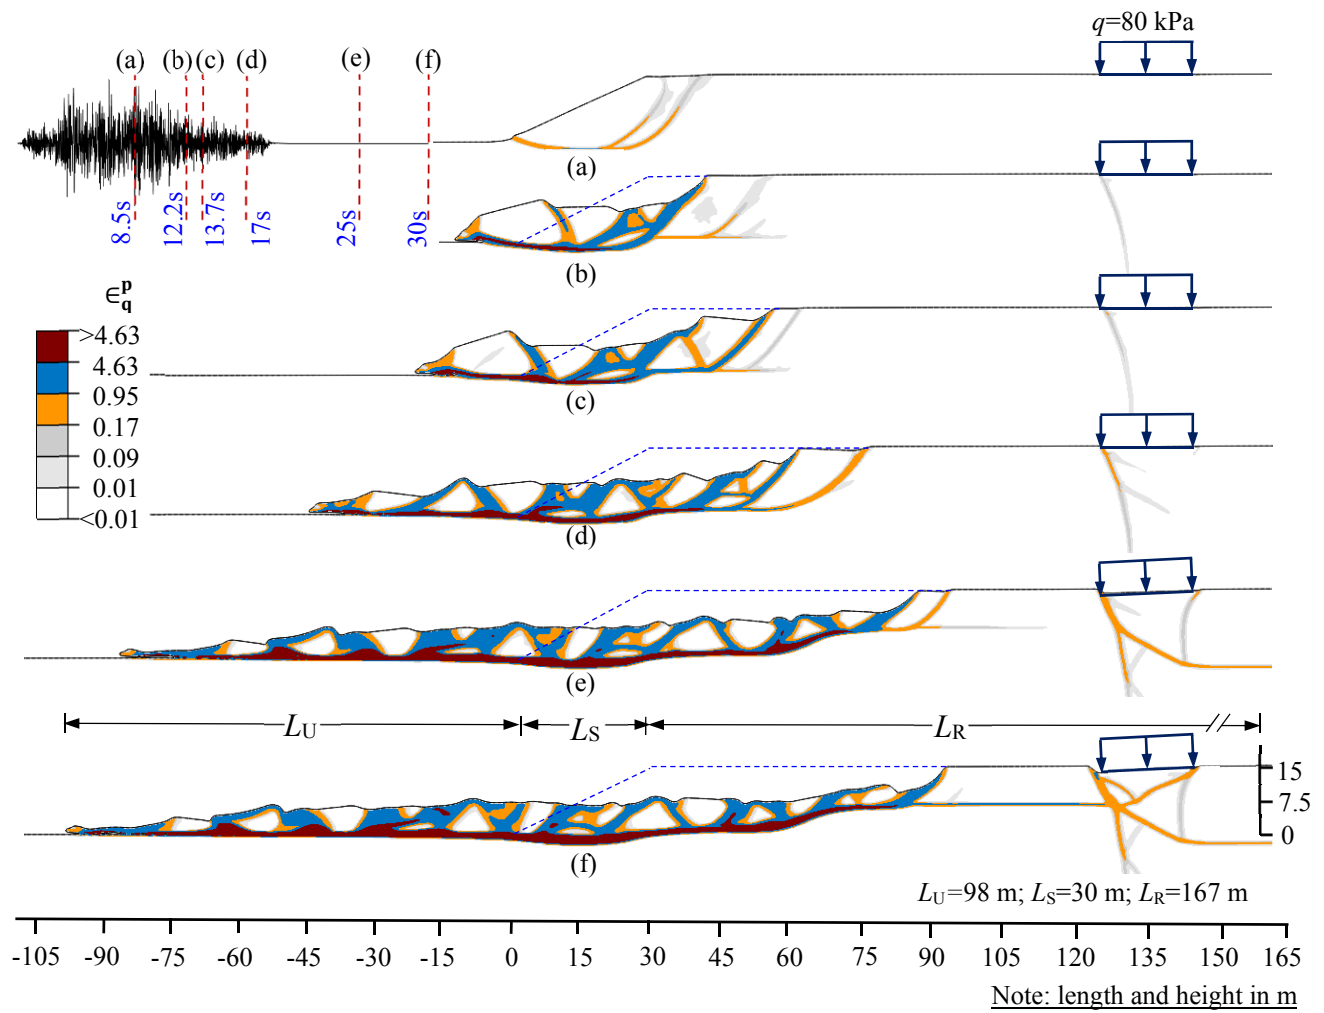 q=80 kPa
(a) (b) (c) (d) (e) (f)
8.5s 12.2s 13.7s 17s 25s 30s
(a)
(b)
∈ᵖq
>4.63
4.63
0.95
0.17
0.09
0.01
<0.01
(c)
(d)
(e)
LU LS LR
15
7.5
0
(f)
LU=98 m; LS=30 m; LR=167 m
-105 -90 -75 -60 -45 -30 -15 0 15 30 45 60 75 90 105 120 135 150 165
Note: length and height in m